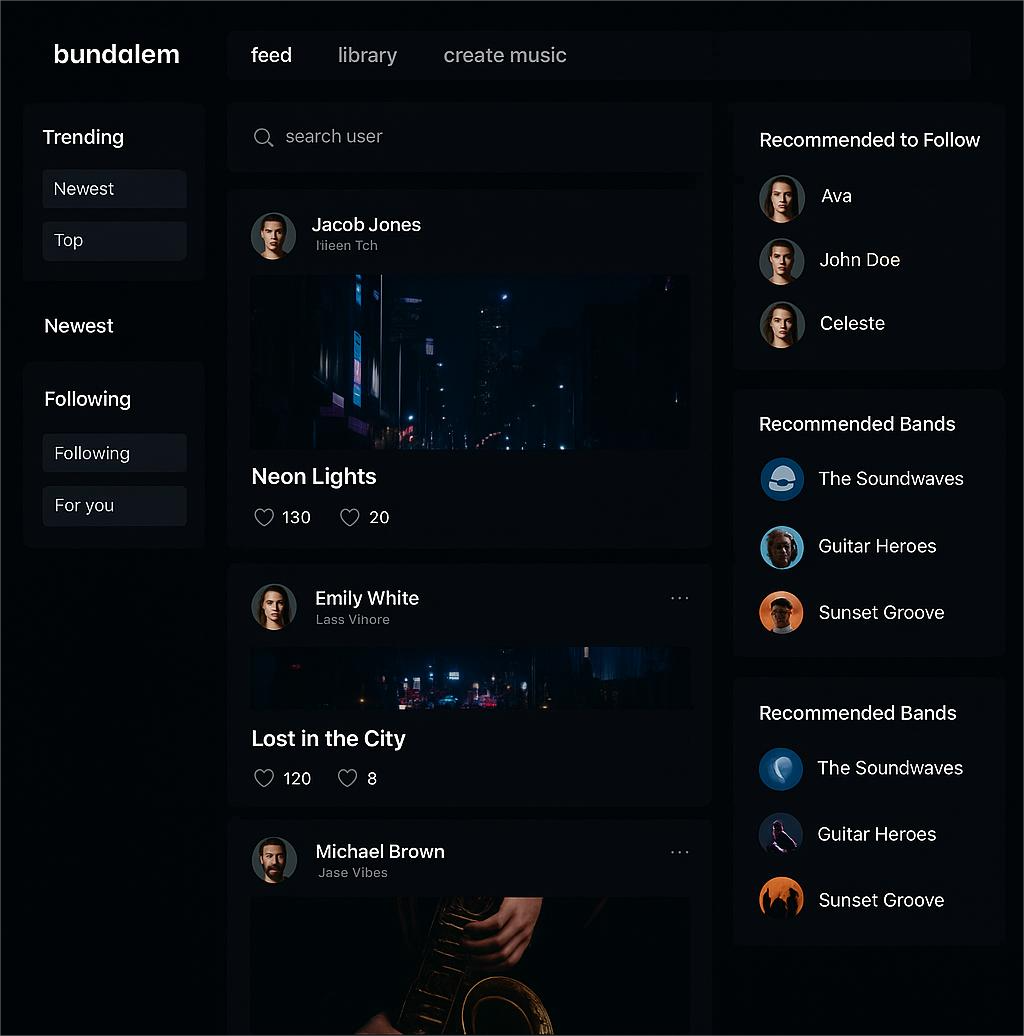 bundalem
feed
library
create music
Trending
Newest
Top
Newest
Following
Following
For you
search user
Jacob Jones
Tch
Neon Lights
130
20
Emily White
Lass Vinore
Lost in the City
120
8
Michael Brown
Jase Vibes
Recommended to Follow
Ava
John Doe
Celeste
Recommended Bands
The Soundwaves
Guitar Heroes
Sunset Groove
Recommended Bands
The Soundwaves
Guitar Heroes
Sunset Groove